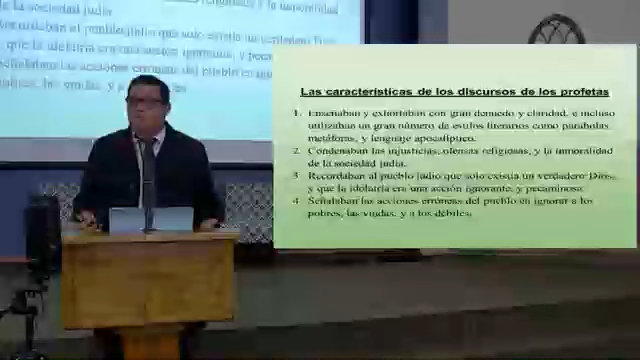 de la sociedad judía.
Las características de los discursos de los profetas
1. Enseñaban y exhortaban con gran denuedo y claridad, e incluso
utilizaban un gran número de estilos literarios como parábolas,
metáforas, y lenguaje apocalíptico.
2. Condenaban las injusticias, ofensas religiosas, y la inmoralidad
de la sociedad judía.
3. Recordaban al pueblo judío que solo existía un verdadero Dios,
y que la idolatría era una acción ignorante, y pecaminosa.
4. Señalaban las acciones erróneas del pueblo en ignorar a los
pobres, las viudas, y a los débiles.